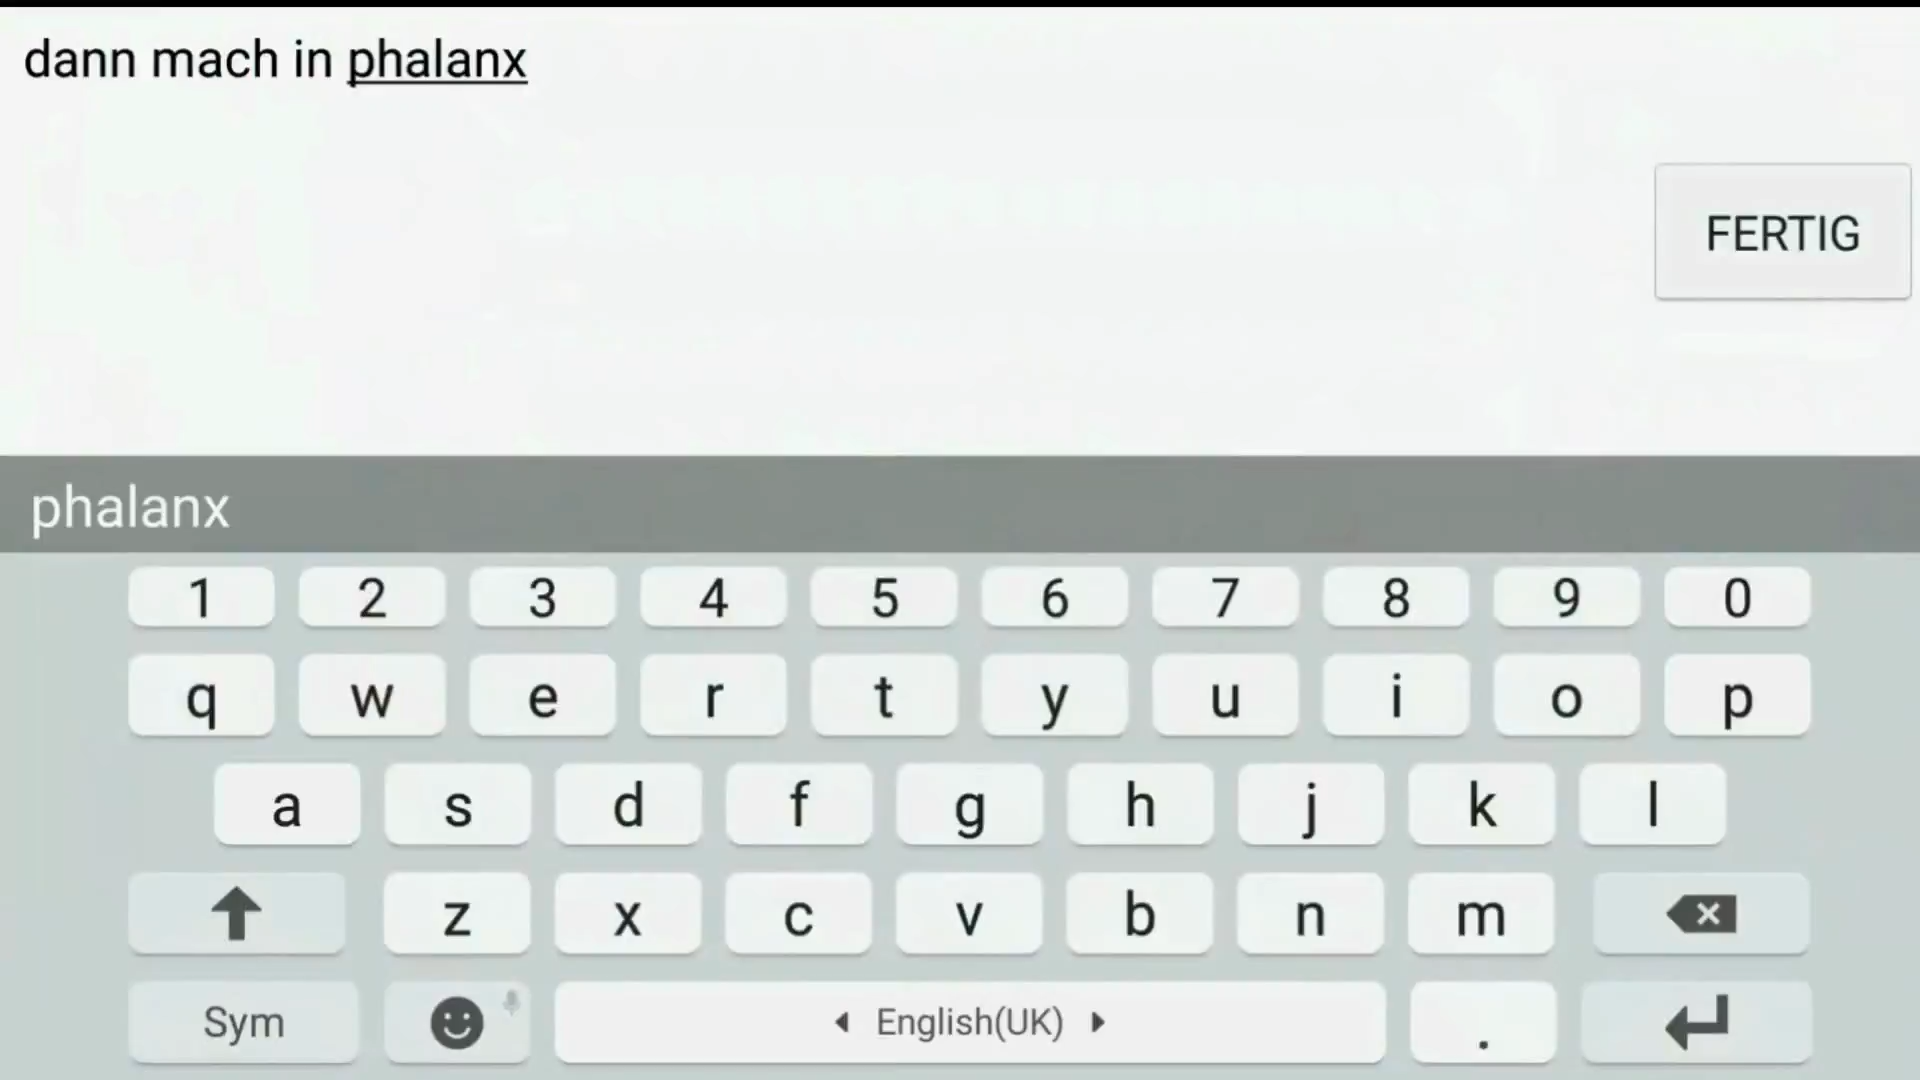 dann mach in phalanx
FERTIG
phalanx
1 2 3 4 5 6 7 8 9 0
q w e r t y u i o p
a s d f g h j k l
z x c v b n m
Sym English(UK) .